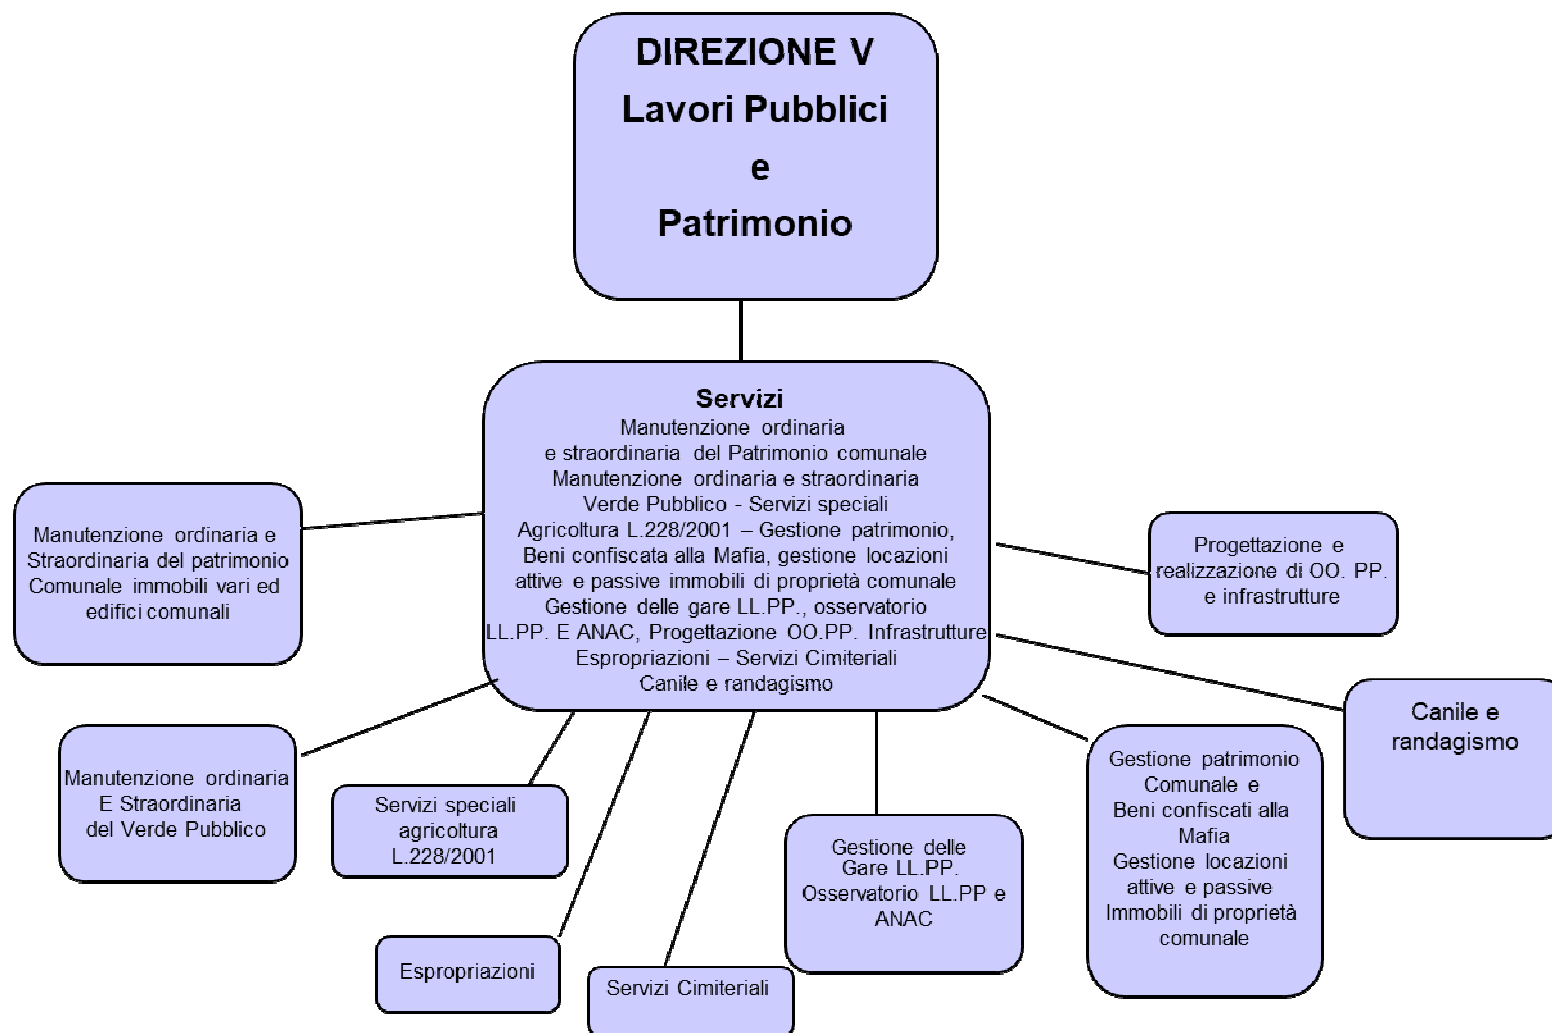 DIREZIONE V
Lavori Pubblici
e
Patrimonio
Servizi
Manutenzione ordinaria
e straordinaria del Patrimonio comunale
Manutenzione ordinaria e straordinaria
Verde Pubblico - Servizi speciali
Agricoltura L.228/2001 – Gestione patrimonio,
Beni confiscata alla Mafia, gestione locazioni
attive e passive immobili di proprietà comunale
Gestione delle gare LL.PP., osservatorio
LL.PP. E ANAC, Progettazione OO.PP. Infrastrutture
Espropriazioni – Servizi Cimiteriali
Canile e randagismo
Manutenzione ordinaria e
Straordinaria del patrimonio
Comunale immobili vari ed
edifici comunali
Manutenzione ordinaria
E Straordinaria
del Verde Pubblico
Servizi speciali
agricoltura
L.228/2001
Espropriazioni
Servizi Cimiteriali
Gestione delle
Gare LL.PP.
Osservatorio LL.PP e
ANAC
Gestione patrimonio
Comunale e
Beni confiscati alla
Mafia
Gestione locazioni
attive e passive
Immobili di proprietà
comunale
Canile e
randagismo
Progettazione e
realizzazione di OO. PP.
e infrastrutture